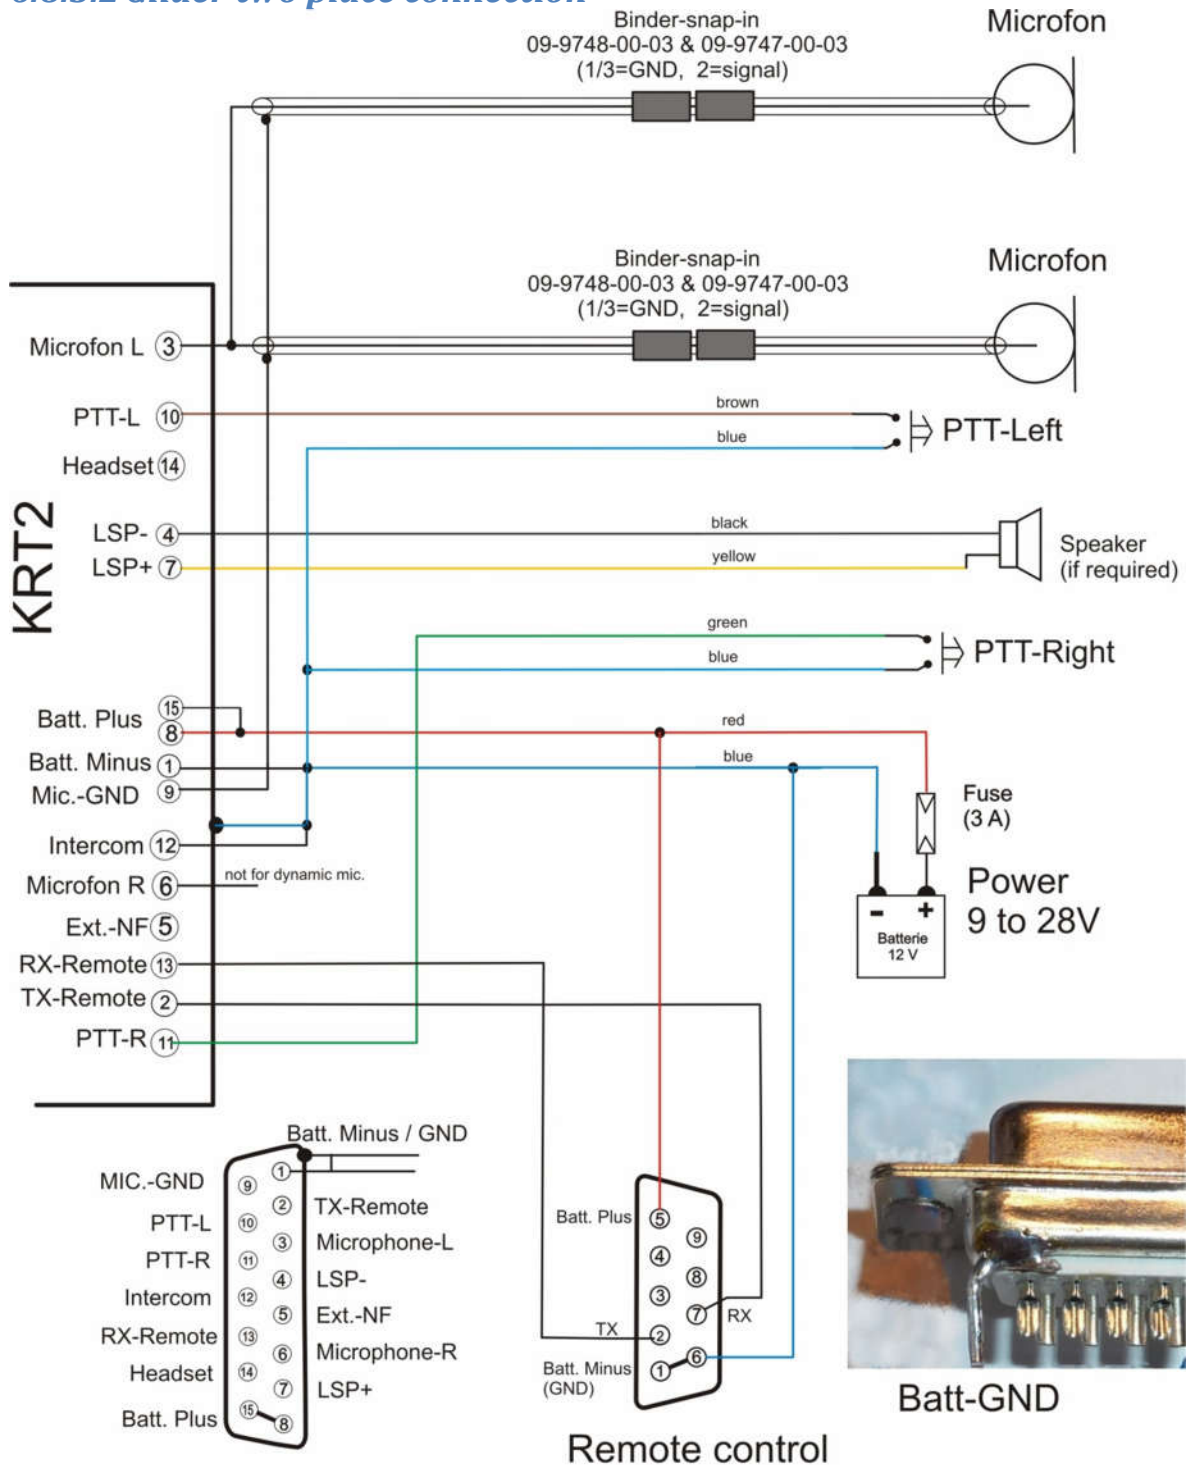 6.8.3.2 under two place connection
Binder-snap-in
09-9748-00-03 & 09-9747-00-03
(1/3=GND, 2=signal)
Microfon
Binder-snap-in
09-9748-00-03 & 09-9747-00-03
(1/3=GND, 2=signal)
Microfon
KRT2
Microfon L 3
PTT-L 10
brown
blue
PTT-Left
Headset 14
LSP- 4
black
LSP+ 7
yellow
Speaker
(if required)
green
blue
PTT-Right
15
Batt. Plus
8
red
Batt. Minus 1
blue
Mic.-GND 9
Fuse
(3 A)
Intercom 12
Microfon R 6
not for dynamic mic.
Power
9 to 28V
- +
Batterie
12 V
Ext.-NF 5
RX-Remote 13
TX-Remote 2
PTT-R 11
Batt. Minus / GND
1
MIC.-GND 9
2 TX-Remote
PTT-L 10
3 Microphone-L
PTT-R 11
4 LSP-
Intercom 12
5 Ext.-NF
RX-Remote 13
6 Microphone-R
Headset 14
7 LSP+
Batt. Plus 15
8
Batt. Plus 5
9
4
8
3
7 RX
TX 2
6
Batt. Minus 1
(GND)
Remote control
Batt-GND